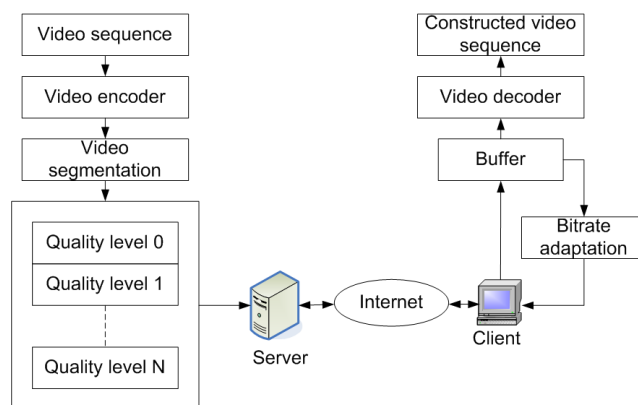 Video sequence
Video encoder
Video
segmentation
Quality level 0
Quality level 1
Quality level N
Server
Internet
Client
Constructed video
sequence
Video decoder
Buffer
Bitrate
adaptation